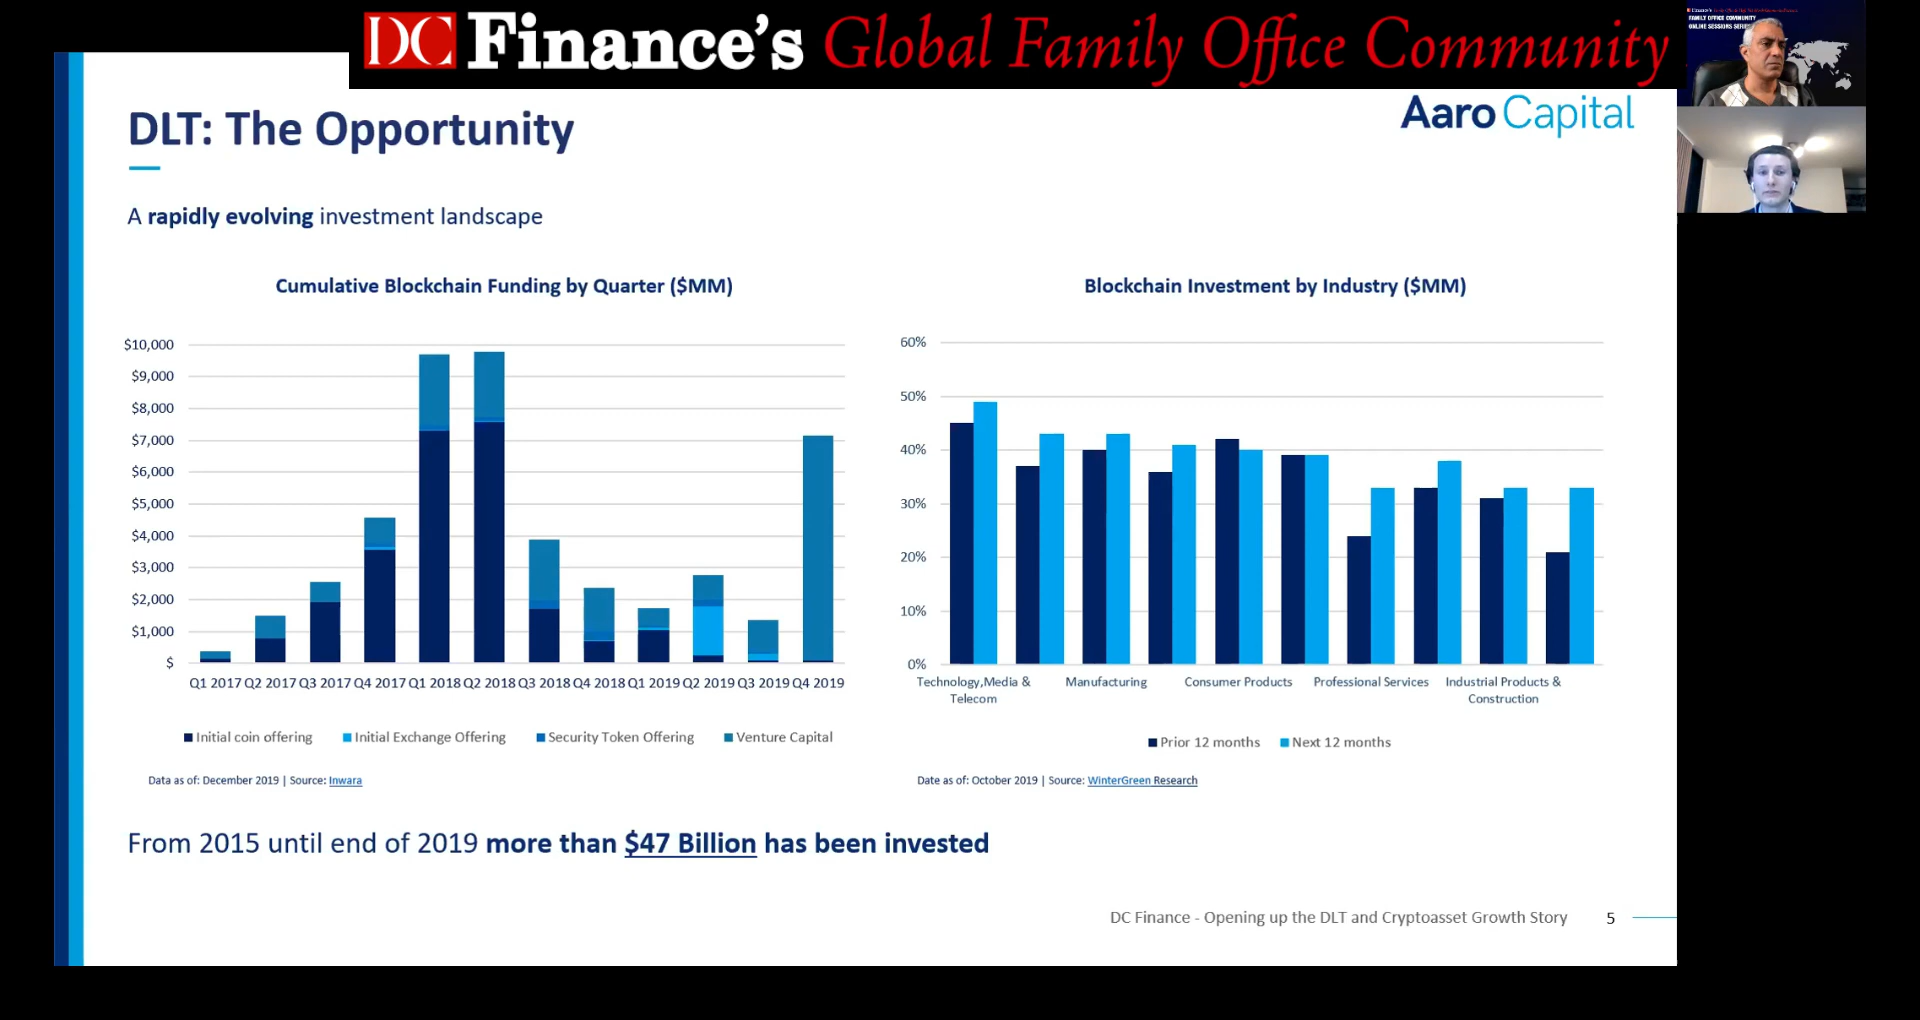 DC Finance's Global Family Office Community
FAMILY OFFICE COMMUNITY
ONLINE SESSIONS SERIES
DLT: The Opportunity
Aaro Capital
A rapidly evolving investment landscape
Cumulative Blockchain Funding by Quarter ($MM)
$10,000
$9,000
$8,000
$7,000
$6,000
$5,000
$4,000
$3,000
$2,000
$1,000
$
Q1 2017 Q2 2017 Q3 2017 Q4 2017 Q1 2018 Q2 2018 Q3 2018 Q4 2018 Q1 2019 Q2 2019 Q3 2019 Q4 2019
Initial coin offering Initial Exchange Offering Security Token Offering Venture Capital
Data as of: December 2019 | Source: Inwara
Blockchain Investment by Industry ($MM)
60%
50%
40%
30%
20%
10%
0%
Technology,Media & Manufacturing Consumer Products Professional Services Industrial Products &
Telecom Construction
Prior 12 months Next 12 months
Date as of: October 2019 | Source: WinterGreen Research
From 2015 until end of 2019 more than $47 Billion has been invested
DC Finance - Opening up the DLT and Cryptoasset Growth Story 5